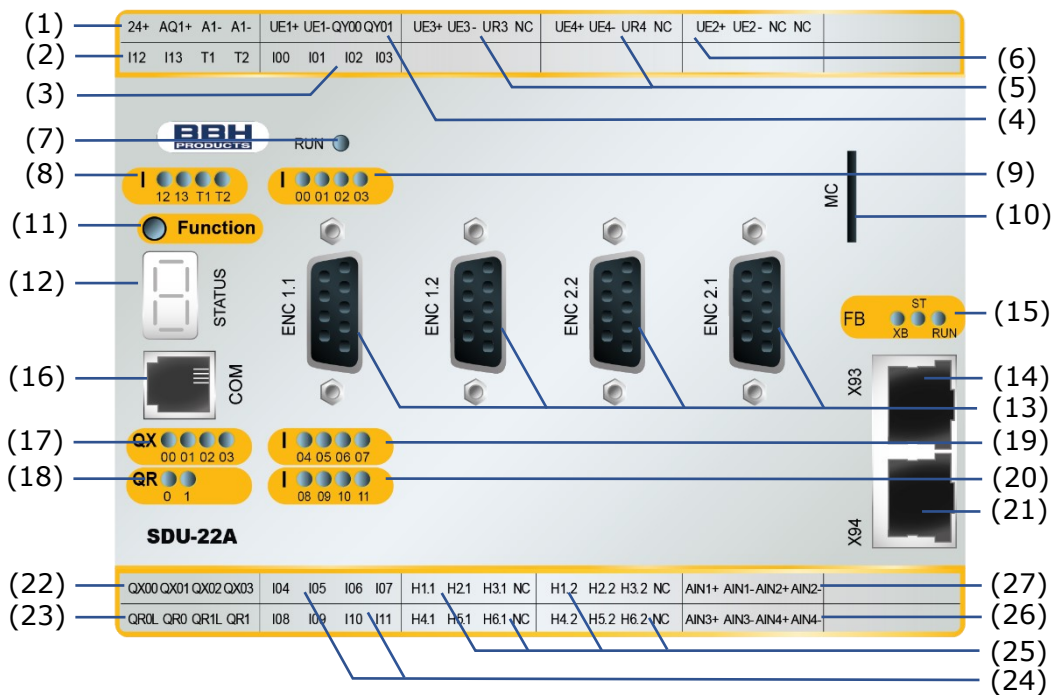 (1) 24+ AQ1+ A1- A1- UE1+ UE1- QY00 QY01 UE3+ UE3- UR3 NC UE4+ UE4- UR4 NC UE2+ UE2- NC NC
(2) I12 I13 T1 T2 I00 I01 I02 I03 (6)
(3) (5)
(4)
BBH
PRODUCTS
(7) RUN
(8) I I (9)
12 13 T1 T2 00 01 02 03
MC (10)
(11) Function
(12) STATUS ENC 1.1 ENC 1.2 ENC 2.2 ENC 2.1
ST
FB (15)
XB RUN
(16) COM X93 (14)
(13)
(17) QX I (19)
00 01 02 03 04 05 06 07
(18) QR I (20)
0 1 08 09 10 11
(21)
SDU-22A X94
(22) QX00 QX01 QX02 QX03 I04 I05 I06 I07 H1.1 H2.1 H3.1 NC H1.2 H2.2 H3.2 NC AIN1+ AIN1- AIN2+ AIN2- (27)
(23) QR0L QR0 QR1L QR1 I08 I09 I10 I11 H4.1 H5.1 H6.1 NC H4.2 H5.2 H6.2 NC AIN3+ AIN3- AIN4+ AIN4- (26)
(25)
(24)